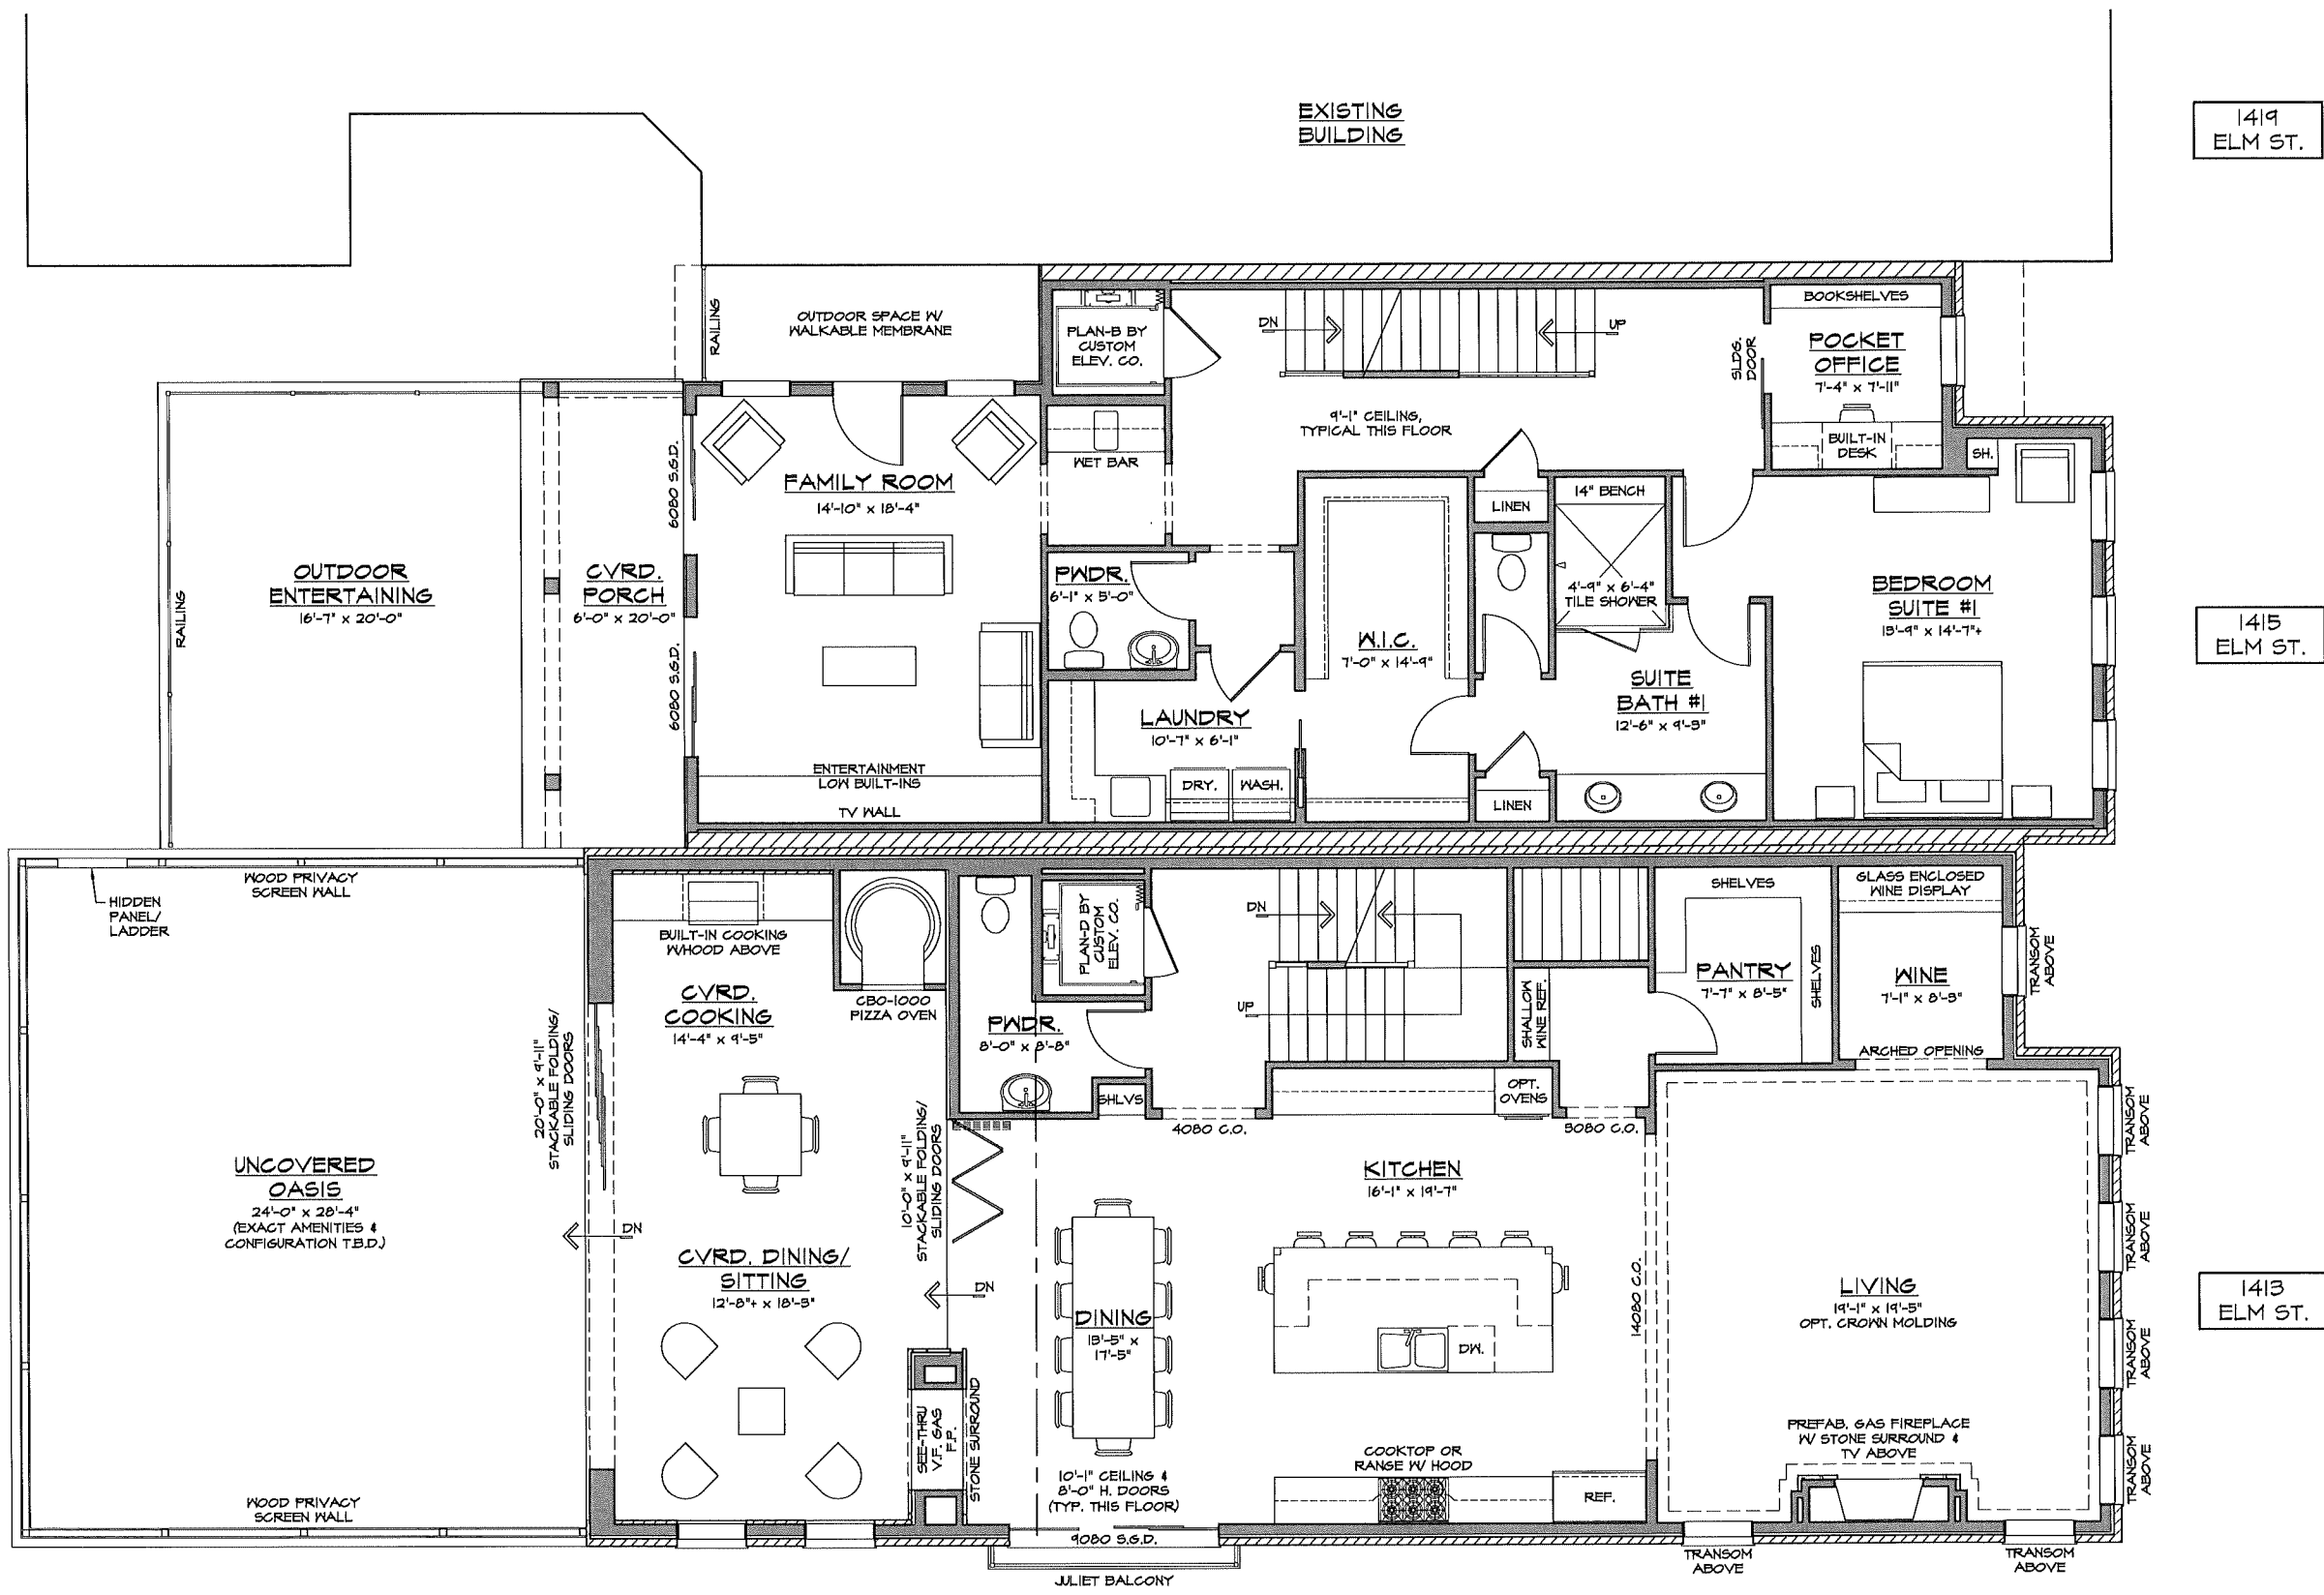 EXISTING
BUILDING
1419
ELM ST.
RAILING
OUTDOOR SPACE W/
WALKABLE MEMBRANE
PLAN-B BY
CUSTOM
ELEV. CO.
DN
UP
SLDG.
DOOR
BOOKSHELVES
POCKET
OFFICE
7'-4" x 7'-11"
BUILT-IN
DESK
SH.
9'-1" CEILING,
TYPICAL THIS FLOOR
WET BAR
6080 S.G.D.
FAMILY ROOM
14'-10" x 18'-4"
LINEN
14" BENCH
4'-9" x 6'-4"
TILE SHOWER
OUTDOOR
ENTERTAINING
16'-7" x 20'-0"
RAILING
CVRD.
PORCH
6'-0" x 20'-0"
6080 S.G.D.
PWDR.
6'-1" x 5'-0"
W.I.C.
7'-0" x 14'-9"
BEDROOM
SUITE #1
13'-9" x 14'-7"+
1415
ELM ST.
SUITE
BATH #1
12'-6" x 9'-3"
LAUNDRY
10'-7" x 6'-1"
DRY.
WASH.
LINEN
ENTERTAINMENT
LOW BUILT-INS
TV WALL
WOOD PRIVACY
SCREEN WALL
HIDDEN
PANEL/
LADDER
BUILT-IN COOKING
W/HOOD ABOVE
CBO-1000
PIZZA OVEN
CVRD.
COOKING
14'-4" x 9'-5"
20'-0" x 9'-11"
STACKABLE FOLDING/
SLIDING DOORS
PLAN-D BY
CUSTOM
ELEV. CO.
PWDR.
8'-0" x 8'-8"
SHLVS
DN
UP
SHALLOW
WINE REF.
SHELVES
PANTRY
7'-7" x 8'-5"
SHELVES
GLASS ENCLOSED
WINE DISPLAY
WINE
7'-1" x 8'-3"
ARCHED OPENING
TRANSOM
ABOVE
OPT.
OVENS
4080 C.O.
3080 C.O.
10'-0" x 9'-11"
STACKABLE FOLDING/
SLIDING DOORS
UNCOVERED
OASIS
24'-0" x 28'-4"
(EXACT AMENITIES &
CONFIGURATION T.B.D.)
DN
CVRD. DINING/
SITTING
12'-8"+ x 18'-3"
DN
KITCHEN
16'-1" x 19'-7"
DINING
13'-5" x
17'-5"
DW.
14080 C.O.
LIVING
19'-1" x 19'-5"
OPT. CROWN MOLDING
TRANSOM
ABOVE
TRANSOM
ABOVE
TRANSOM
ABOVE
TRANSOM
ABOVE
1413
ELM ST.
SEE-THRU
V.F. GAS
F.P.
STONE SURROUND
10'-1" CEILING &
8'-0" H. DOORS
(TYP. THIS FLOOR)
COOKTOP OR
RANGE W/ HOOD
REF.
PREFAB. GAS FIREPLACE
W/ STONE SURROUND &
TV ABOVE
WOOD PRIVACY
SCREEN WALL
9080 S.G.D.
JULIET BALCONY
TRANSOM
ABOVE
TRANSOM
ABOVE